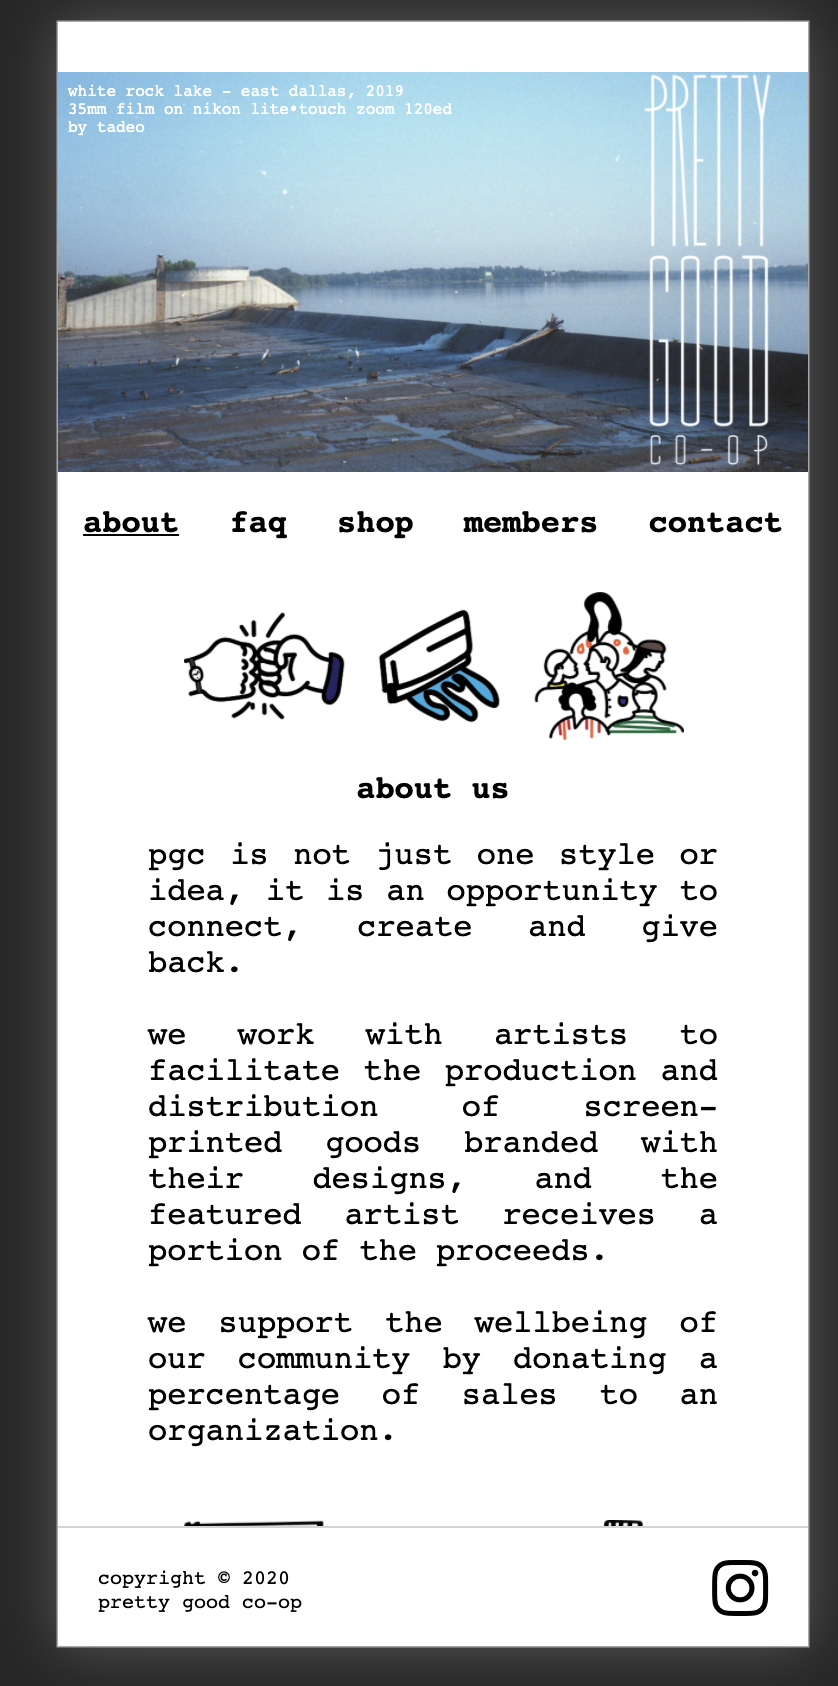 white rock lake - east dallas, 2019
35mm film on nikon lite•touch zoom 120ed
by tadeo
PRETTY
GOOD
CO-OP
about faq shop members contact
about us
pgc is not just one style or
idea, it is an opportunity to
connect, create and give
back.
we work with artists to
facilitate the production and
distribution of screen-
printed goods branded with
their designs, and the
featured artist receives a
portion of the proceeds.
we support the wellbeing of
our community by donating a
percentage of sales to an
organization.
copyright © 2020
pretty good co-op